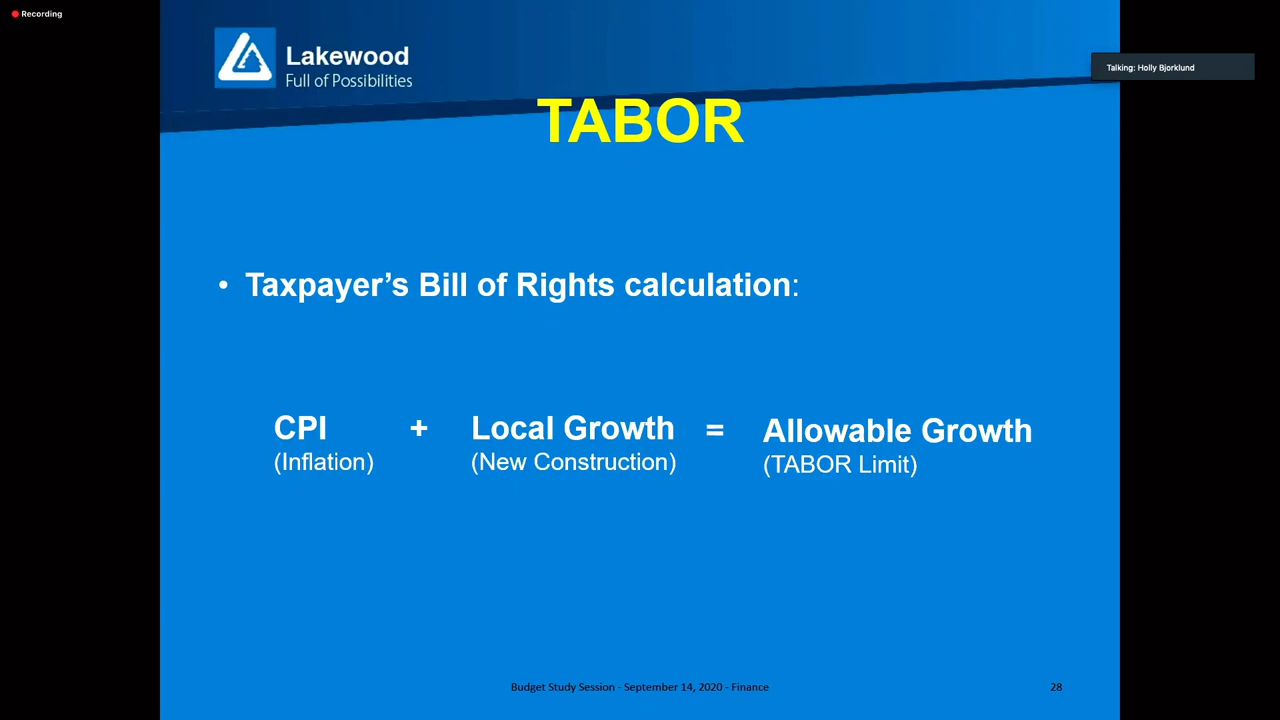 Recording
Lakewood
Full of Possibilities
Talking: Holly Bjorklund
TABOR
• Taxpayer’s Bill of Rights calculation:
CPI + Local Growth = Allowable Growth
(Inflation) (New Construction) (TABOR Limit)
Budget Study Session - September 14, 2020 - Finance 28